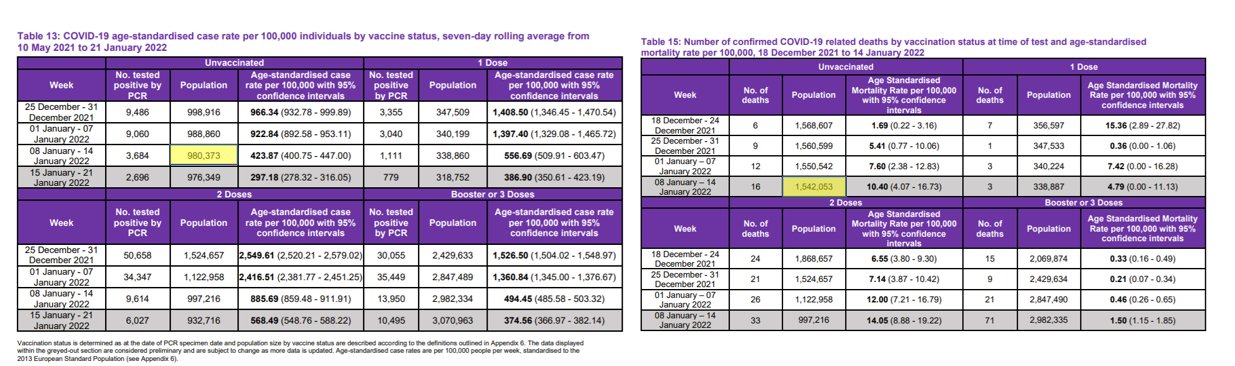 Table 13: COVID-19 age-standardised case rate per 100,000 individuals by vaccine status, seven-day rolling average from
10 May 2021 to 21 January 2022
Unvaccinated 1 Dose
Week No. tested positive by PCR Population Age-standardised case rate per 100,000 with 95% confidence intervals No. tested positive by PCR Population Age-standardised case rate per 100,000 with 95% confidence intervals
25 December - 31 December 2021 9,486 998,916 966.34 (932.78 - 999.89) 3,355 347,509 1,408.50 (1,346.45 - 1,470.54)
01 January - 07 January 2022 9,060 988,860 922.84 (892.58 - 953.11) 3,040 340,199 1,397.40 (1,329.08 - 1,465.72)
08 January - 14 January 2022 3,684 980,373 423.87 (400.75 - 447.00) 1,111 338,860 556.69 (509.91 - 603.47)
15 January - 21 January 2022 2,696 976,349 297.18 (278.32 - 316.05) 779 318,752 386.90 (350.61 - 423.19)
2 Doses Booster or 3 Doses
Week No. tested positive by PCR Population Age-standardised case rate per 100,000 with 95% confidence intervals No. tested positive by PCR Population Age-standardised case rate per 100,000 with 95% confidence intervals
25 December - 31 December 2021 50,658 1,524,657 2,549.61 (2,520.21 - 2,579.02) 30,055 2,429,633 1,526.50 (1,504.02 - 1,548.97)
01 January - 07 January 2022 34,347 1,122,958 2,416.51 (2,381.77 - 2,451.25) 35,449 2,847,489 1,360.84 (1,345.00 - 1,376.67)
08 January - 14 January 2022 9,614 997,216 885.69 (859.48 - 911.91) 13,950 2,982,334 494.45 (485.58 - 503.32)
15 January - 21 January 2022 6,027 932,716 568.49 (548.76 - 588.22) 10,495 3,070,963 374.56 (366.97 - 382.14)
Vaccination status is determined as at the date of PCR specimen date and population size by vaccine status are described according to the definitions outlined in Appendix 6. The data displayed
within the greyed-out section are considered preliminary and are subject to change as more data is updated. Age-standardised case rates are per 100,000 people per week, standardised to the
2013 European Standard Population (see Appendix 6).
Table 15: Number of confirmed COVID-19 related deaths by vaccination status at time of test and age-standardised
mortality rate per 100,000, 18 December 2021 to 14 January 2022
Unvaccinated 1 Dose
Week No. of deaths Population Age Standardised Mortality Rate per 100,000 with 95% confidence intervals No. of deaths Population Age Standardised Mortality Rate per 100,000 with 95% confidence intervals
18 December - 24 December 2021 6 1,568,607 1.69 (0.22 - 3.16) 7 356,597 15.36 (2.89 - 27.82)
25 December - 31 December 2021 9 1,560,599 5.41 (0.77 - 10.06) 1 347,533 0.36 (0.00 - 1.06)
01 January – 07 January 2022 12 1,550,542 7.60 (2.38 - 12.83) 3 340,224 7.42 (0.00 - 16.28)
08 January – 14 January 2022 16 1,542,053 10.40 (4.07 - 16.73) 3 338,887 4.79 (0.00 - 11.13)
2 Doses Booster or 3 Doses
Week No. of deaths Population Age Standardised Mortality Rate per 100,000 with 95% confidence intervals No. of deaths Population Age Standardised Mortality Rate per 100,000 with 95% confidence intervals
18 December - 24 December 2021 24 1,868,657 6.55 (3.80 - 9.30) 15 2,069,874 0.33 (0.16 - 0.49)
25 December - 31 December 2021 21 1,524,657 7.14 (3.87 - 10.42) 9 2,429,634 0.21 (0.07 - 0.34)
01 January – 07 January 2022 26 1,122,958 12.00 (7.21 - 16.79) 21 2,847,490 0.46 (0.26 - 0.65)
08 January – 14 January 2022 33 997,216 14.05 (8.88 - 19.22) 71 2,982,335 1.50 (1.15 - 1.85)